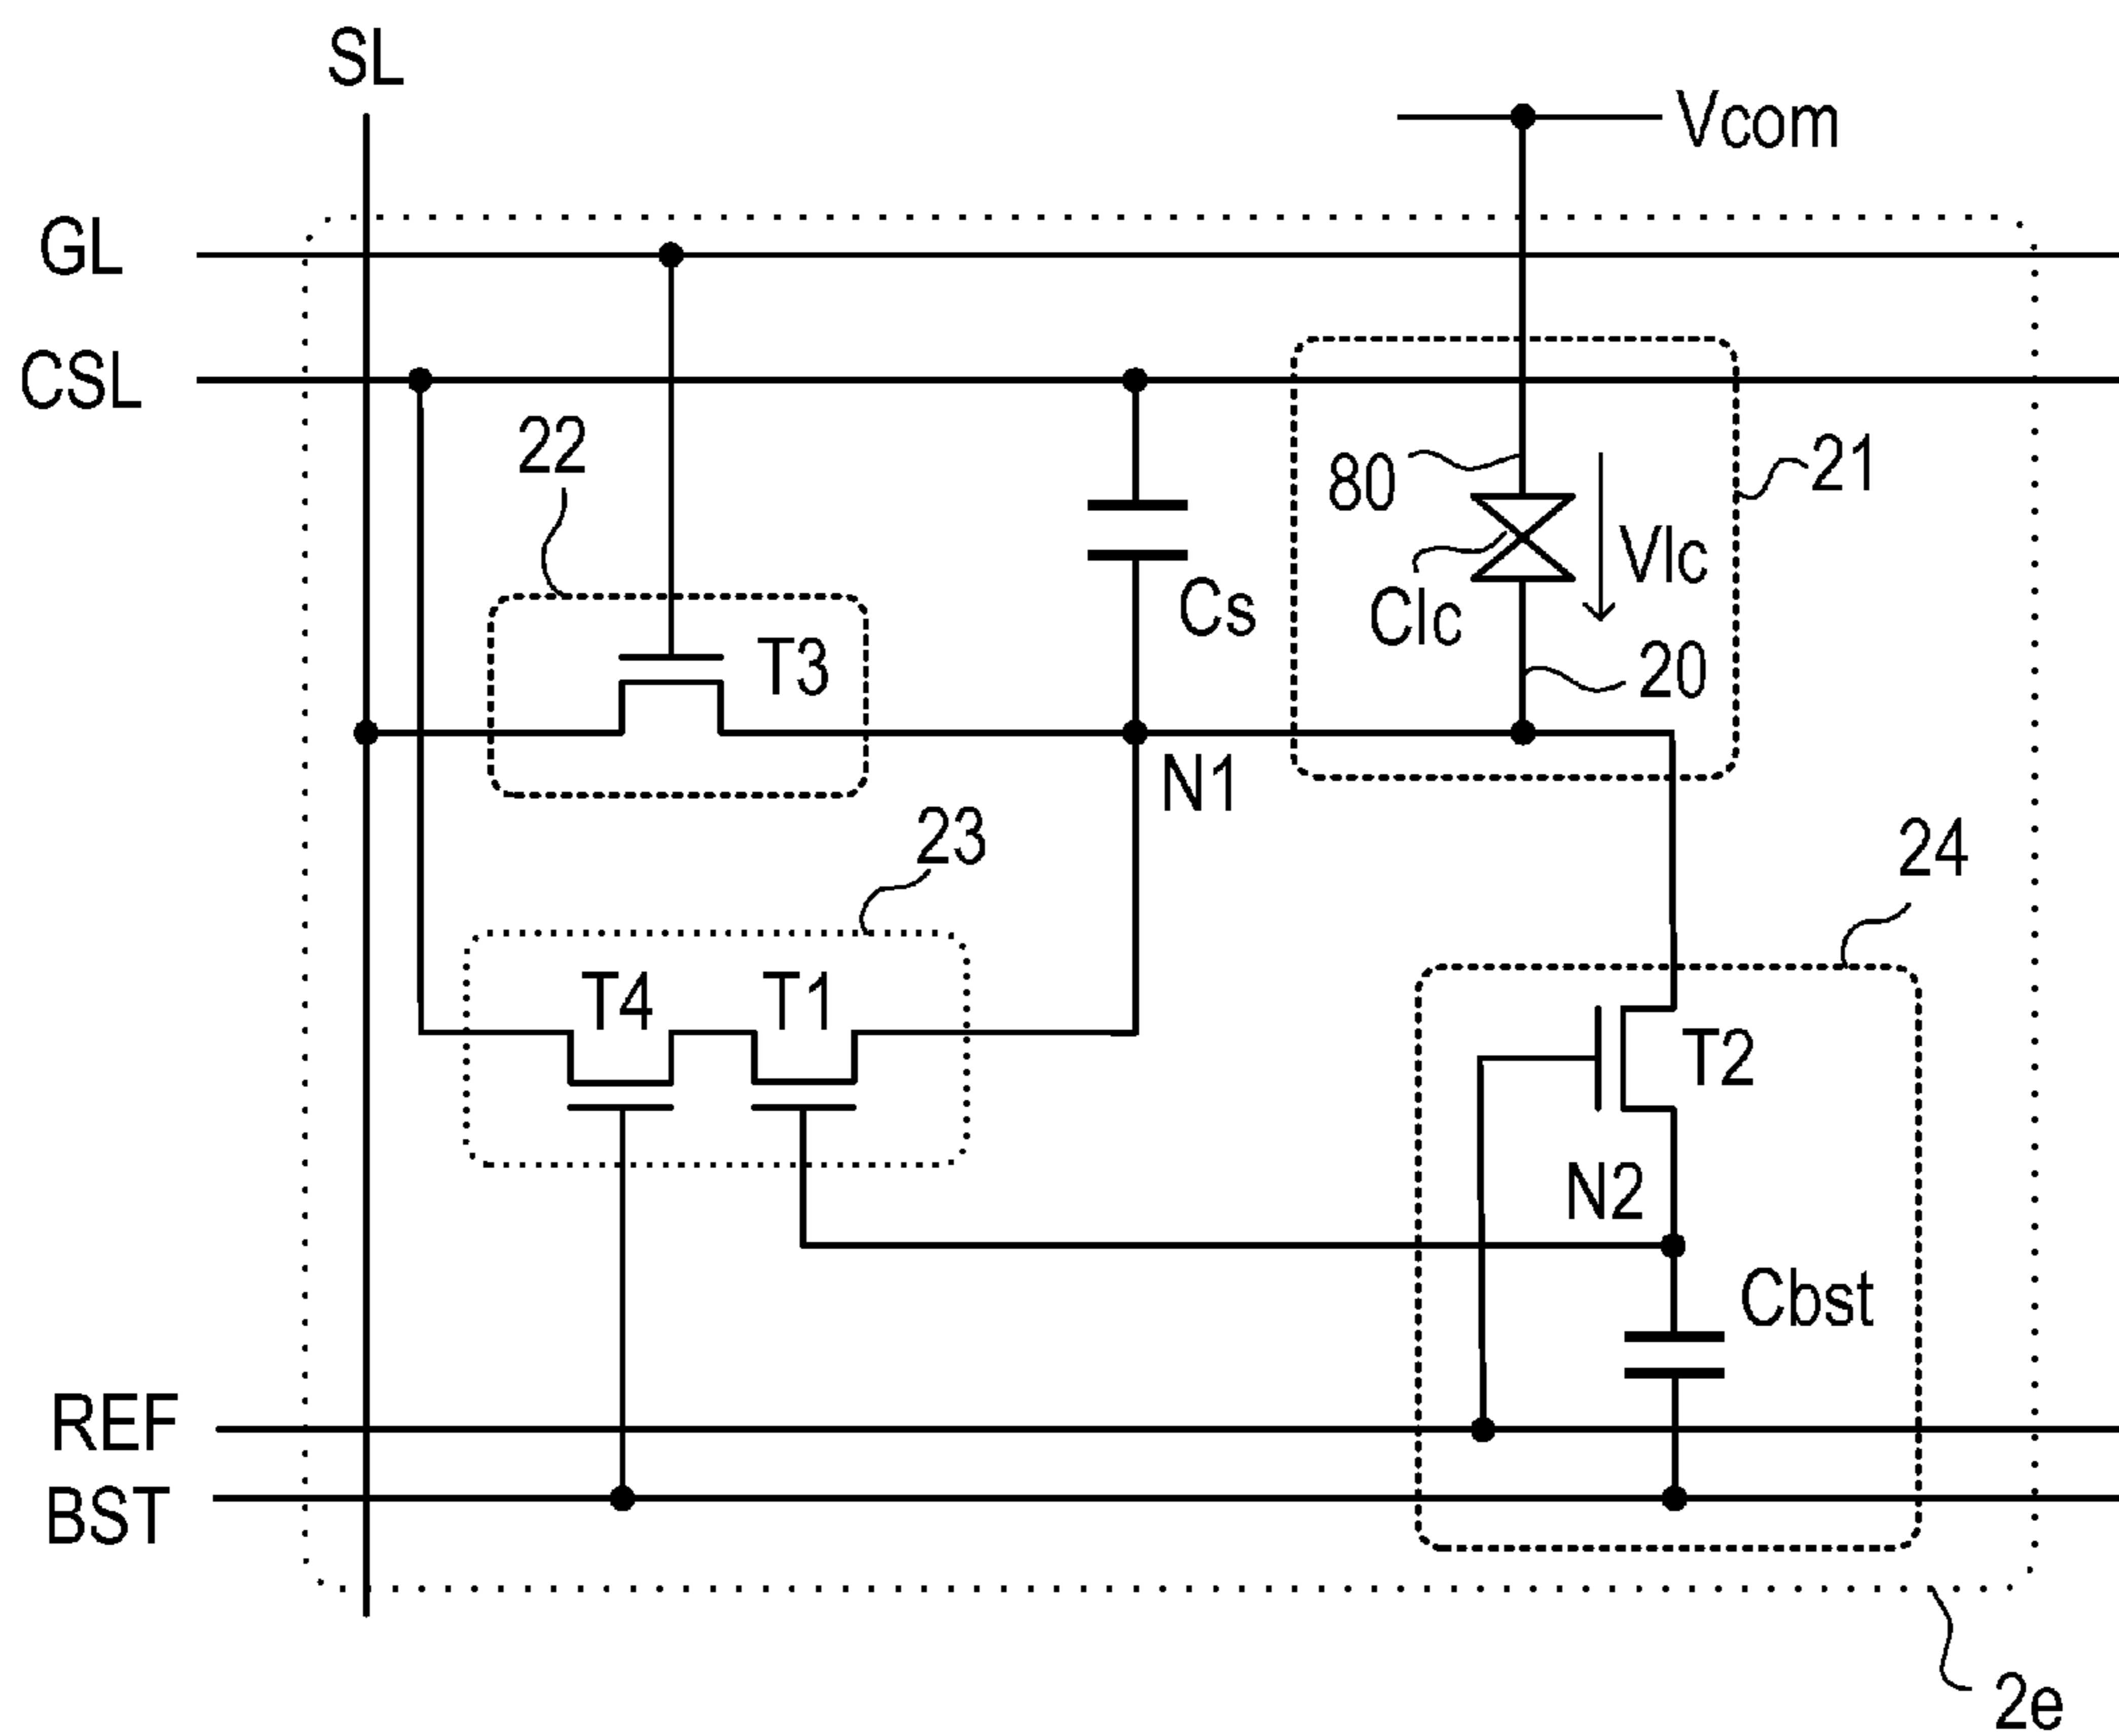 SL
Vcom
GL
CSL
22
80
21
Vlc
Clc
Cs
T3
20
N1
23
24
T4
T1
T2
N2
Cbst
REF
BST
2e